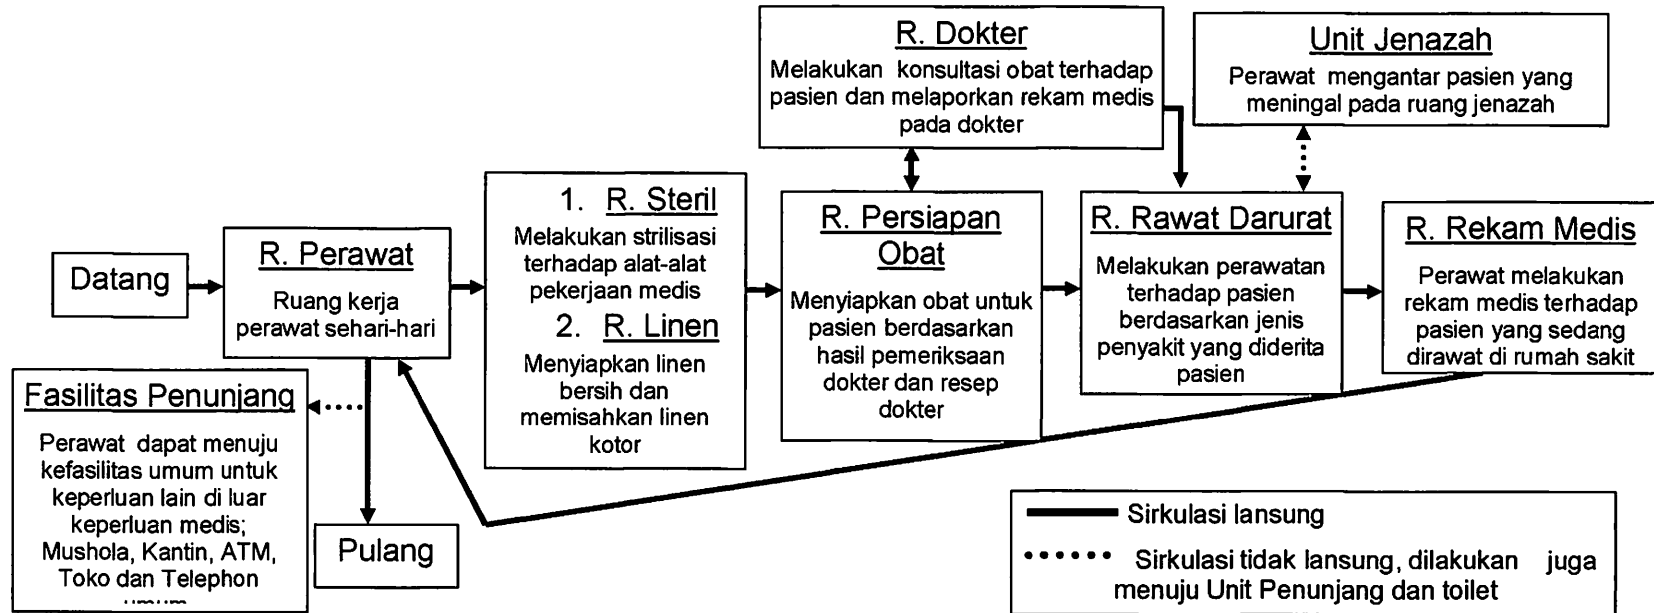 R. Dokter
Melakukan konsultasi obat terhadap
pasien dan melaporkan rekam medis
pada dokter
Unit Jenazah
Perawat mengantar pasien yang
meningal pada ruang jenazah
Datang
R. Perawat
Ruang kerja
perawat sehari-hari
1. R. Steril
Melakukan strilisasi
terhadap alat-alat
pekerjaan medis
2. R. Linen
Menyiapkan linen
bersih dan
memisahkan linen
kotor
R. Persiapan
Obat
Menyiapkan obat untuk
pasien berdasarkan
hasil pemeriksaan
dokter dan resep
dokter
R. Rawat Darurat
Melakukan perawatan
terhadap pasien
berdasarkan jenis
penyakit yang diderita
pasien
R. Rekam Medis
Perawat melakukan
rekam medis terhadap
pasien yang sedang
dirawat di rumah sakit
Fasilitas Penunjang
Perawat dapat menuju
kefasilitas umum untuk
keperluan lain di luar
keperluan medis;
Mushola, Kantin, ATM,
Toko dan Telephon
Pulang
Sirkulasi lansung
Sirkulasi tidak lansung, dilakukan juga
menuju Unit Penunjang dan toilet